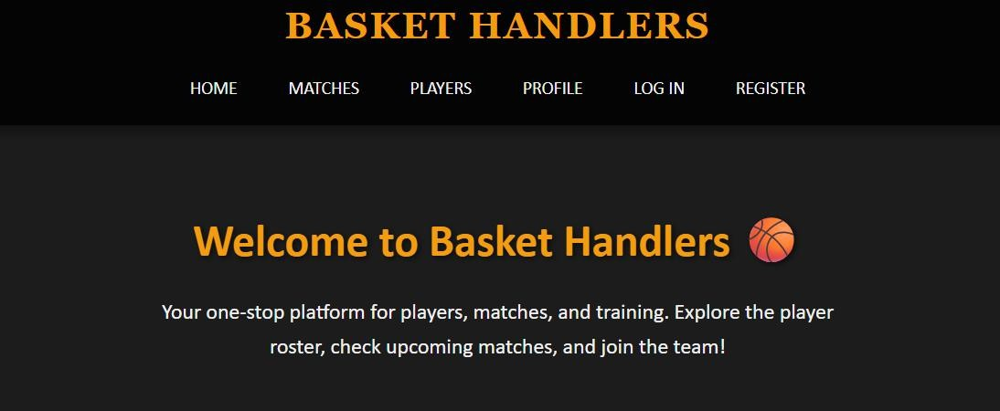 BASKET HANDLERS
HOME MATCHES PLAYERS PROFILE LOG IN REGISTER
Welcome to Basket Handlers 🏀
Your one-stop platform for players, matches, and training. Explore the player
roster, check upcoming matches, and join the team!